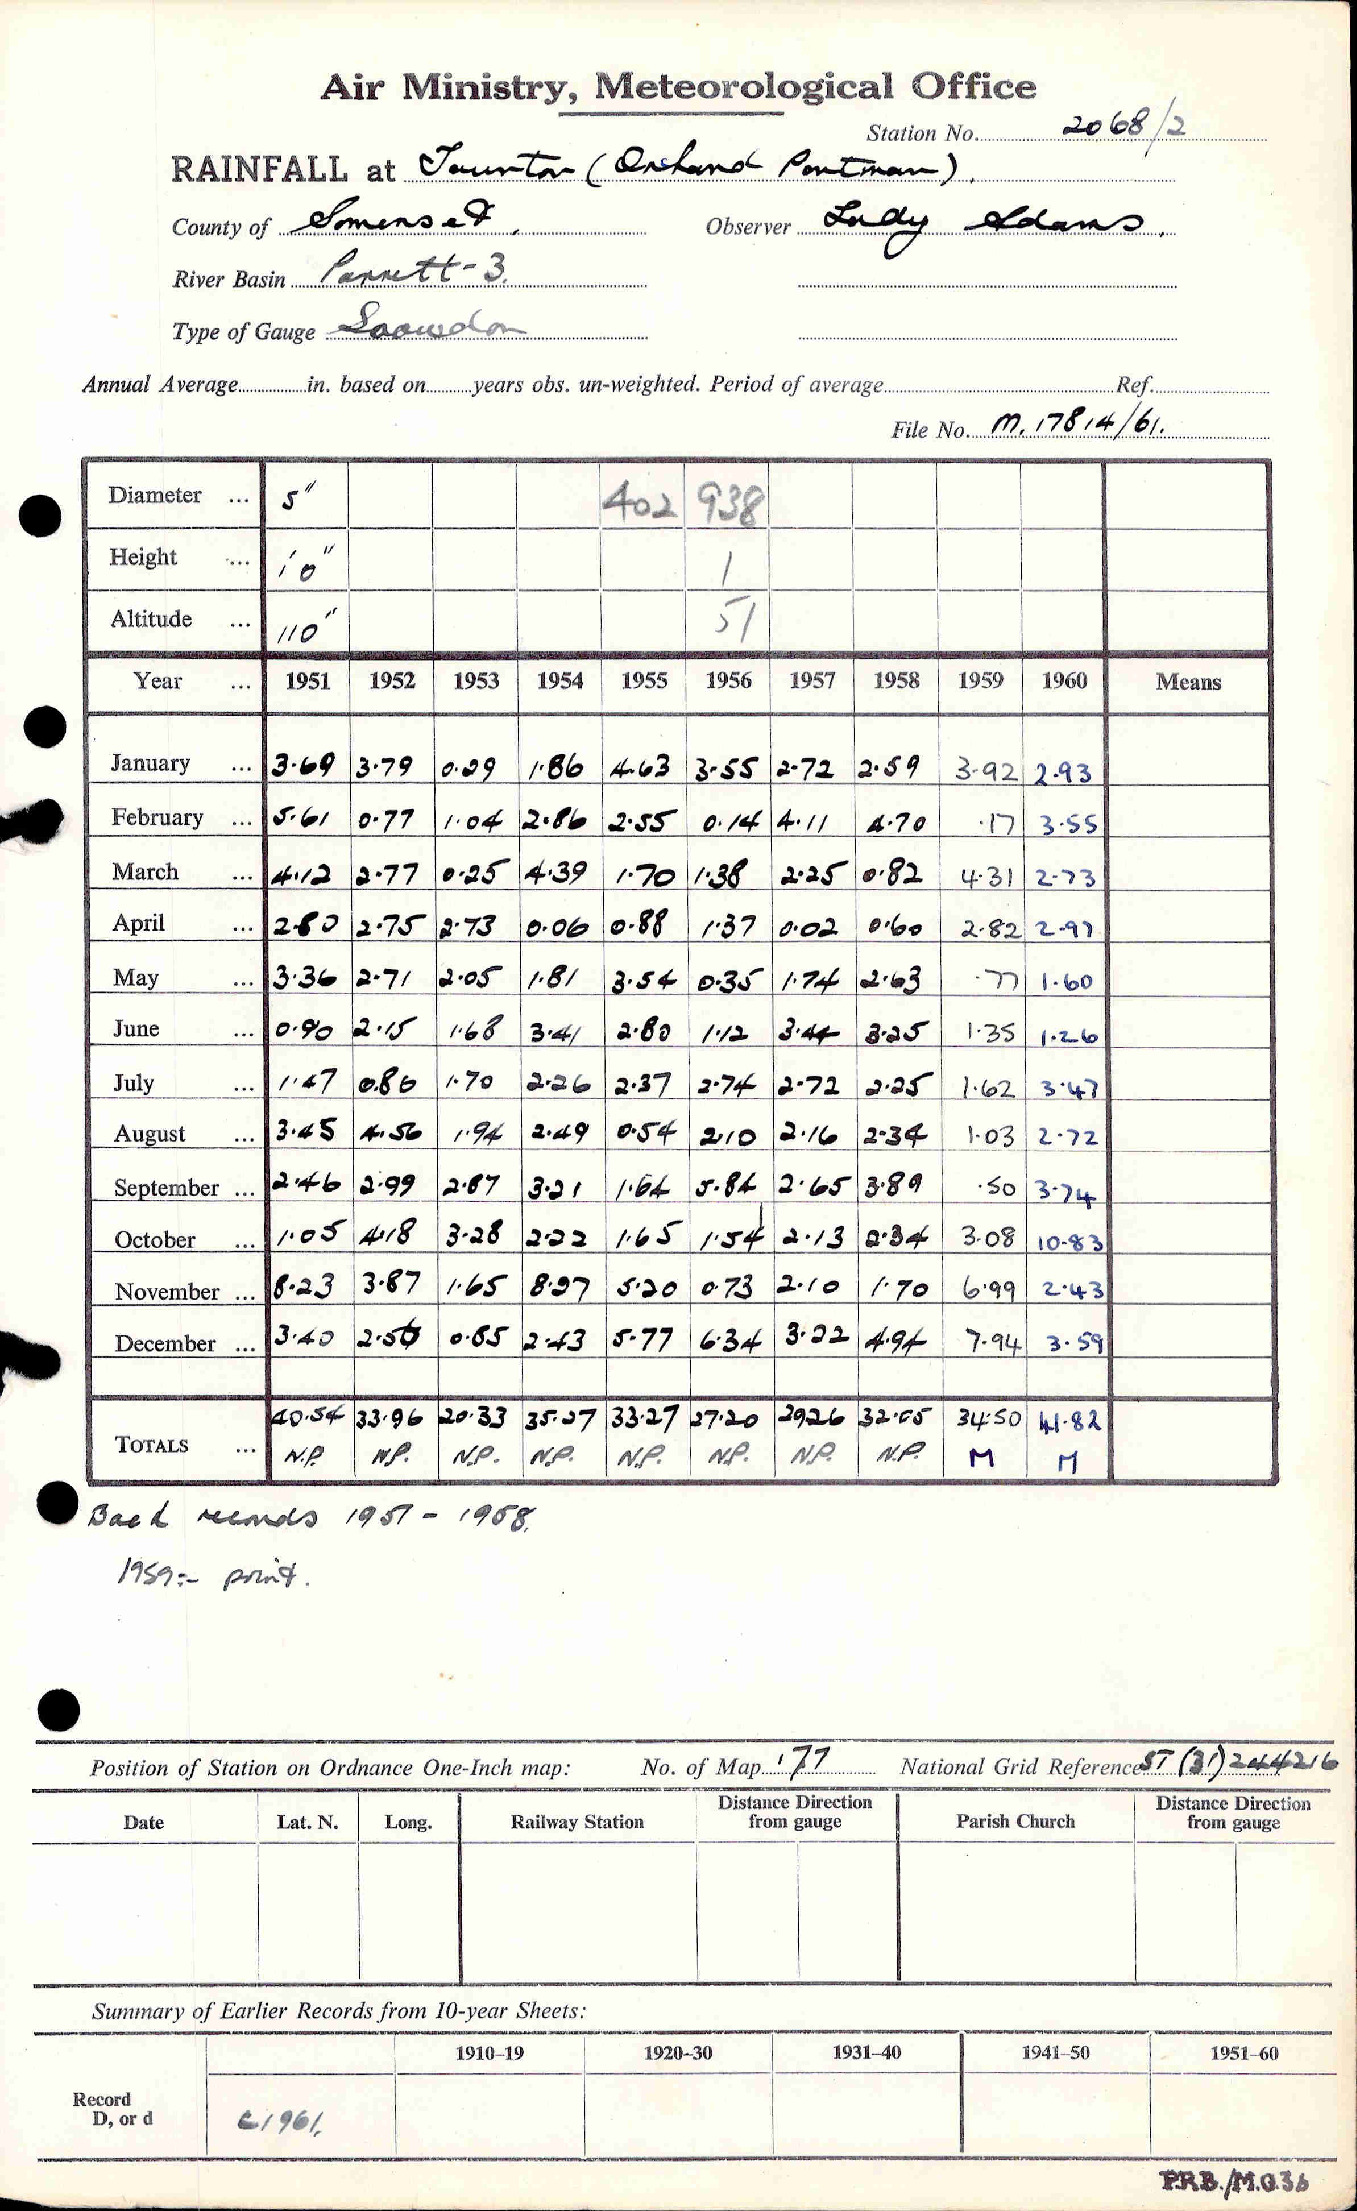 Air Ministry, Meteorological Office
Station No. 2068/2
RAINFALL at Taunton (Orchard Portman).
County of Somerset. Observer Lady Adams.
River Basin Parrett-3.
Type of Gauge Snowdon
Annual Average in. based on years obs. un-weighted. Period of average Ref.
File No. M.17814/61.
Diameter ... 5" 402 938
Height ... 1'0" 1
Altitude ... 110" 51
Year ... 1951 1952 1953 1954 1955 1956 1957 1958 1959 1960 Means
January ... 3.69 3.79 0.29 1.86 4.63 3.55 2.72 2.59 3.92 2.93
February ... 5.61 0.77 1.04 2.86 2.55 0.14 4.11 4.70 .17 3.55
March ... 4.12 2.77 0.25 4.39 1.70 1.38 2.25 0.82 4.31 2.73
April ... 2.80 2.75 2.73 0.06 0.88 1.37 0.02 0.60 2.82 2.97
May ... 3.36 2.71 2.05 1.81 3.54 0.35 1.74 2.63 .77 1.60
June ... 0.90 2.15 1.68 3.41 2.80 1.12 3.44 3.25 1.35 1.26
July ... 1.47 0.86 1.70 2.26 2.37 2.74 2.72 2.25 1.62 3.47
August ... 3.45 4.56 1.94 2.49 0.54 2.10 2.16 2.34 1.03 2.72
September ... 2.46 2.99 2.87 3.21 1.64 5.84 2.65 3.89 .50 3.74
October ... 1.05 4.18 3.28 2.22 1.65 1.54 2.13 2.34 3.08 10.83
November ... 8.23 3.87 1.65 8.27 5.20 0.73 2.10 1.70 6.99 2.43
December ... 3.40 2.56 0.85 2.43 5.77 6.34 3.22 4.94 7.94 3.59
TOTALS ... 40.54 33.96 20.33 35.27 33.27 27.20 29.26 32.05 34.50 41.82
N.P. N.P. N.P. N.P. N.P. N.P. N.P. N.P. M M
Back records 1951 - 1958.
1959:- print.
Position of Station on Ordnance One-Inch map: No. of Map 177 National Grid Reference ST (31) 244216
Date Lat. N. Long. Railway Station Distance Direction from gauge Parish Church Distance Direction from gauge
Summary of Earlier Records from 10-year Sheets:
1910-19 1920-30 1931-40 1941-50 1951-60
Record
D, or d c1961.
P.R.B./M.O.36